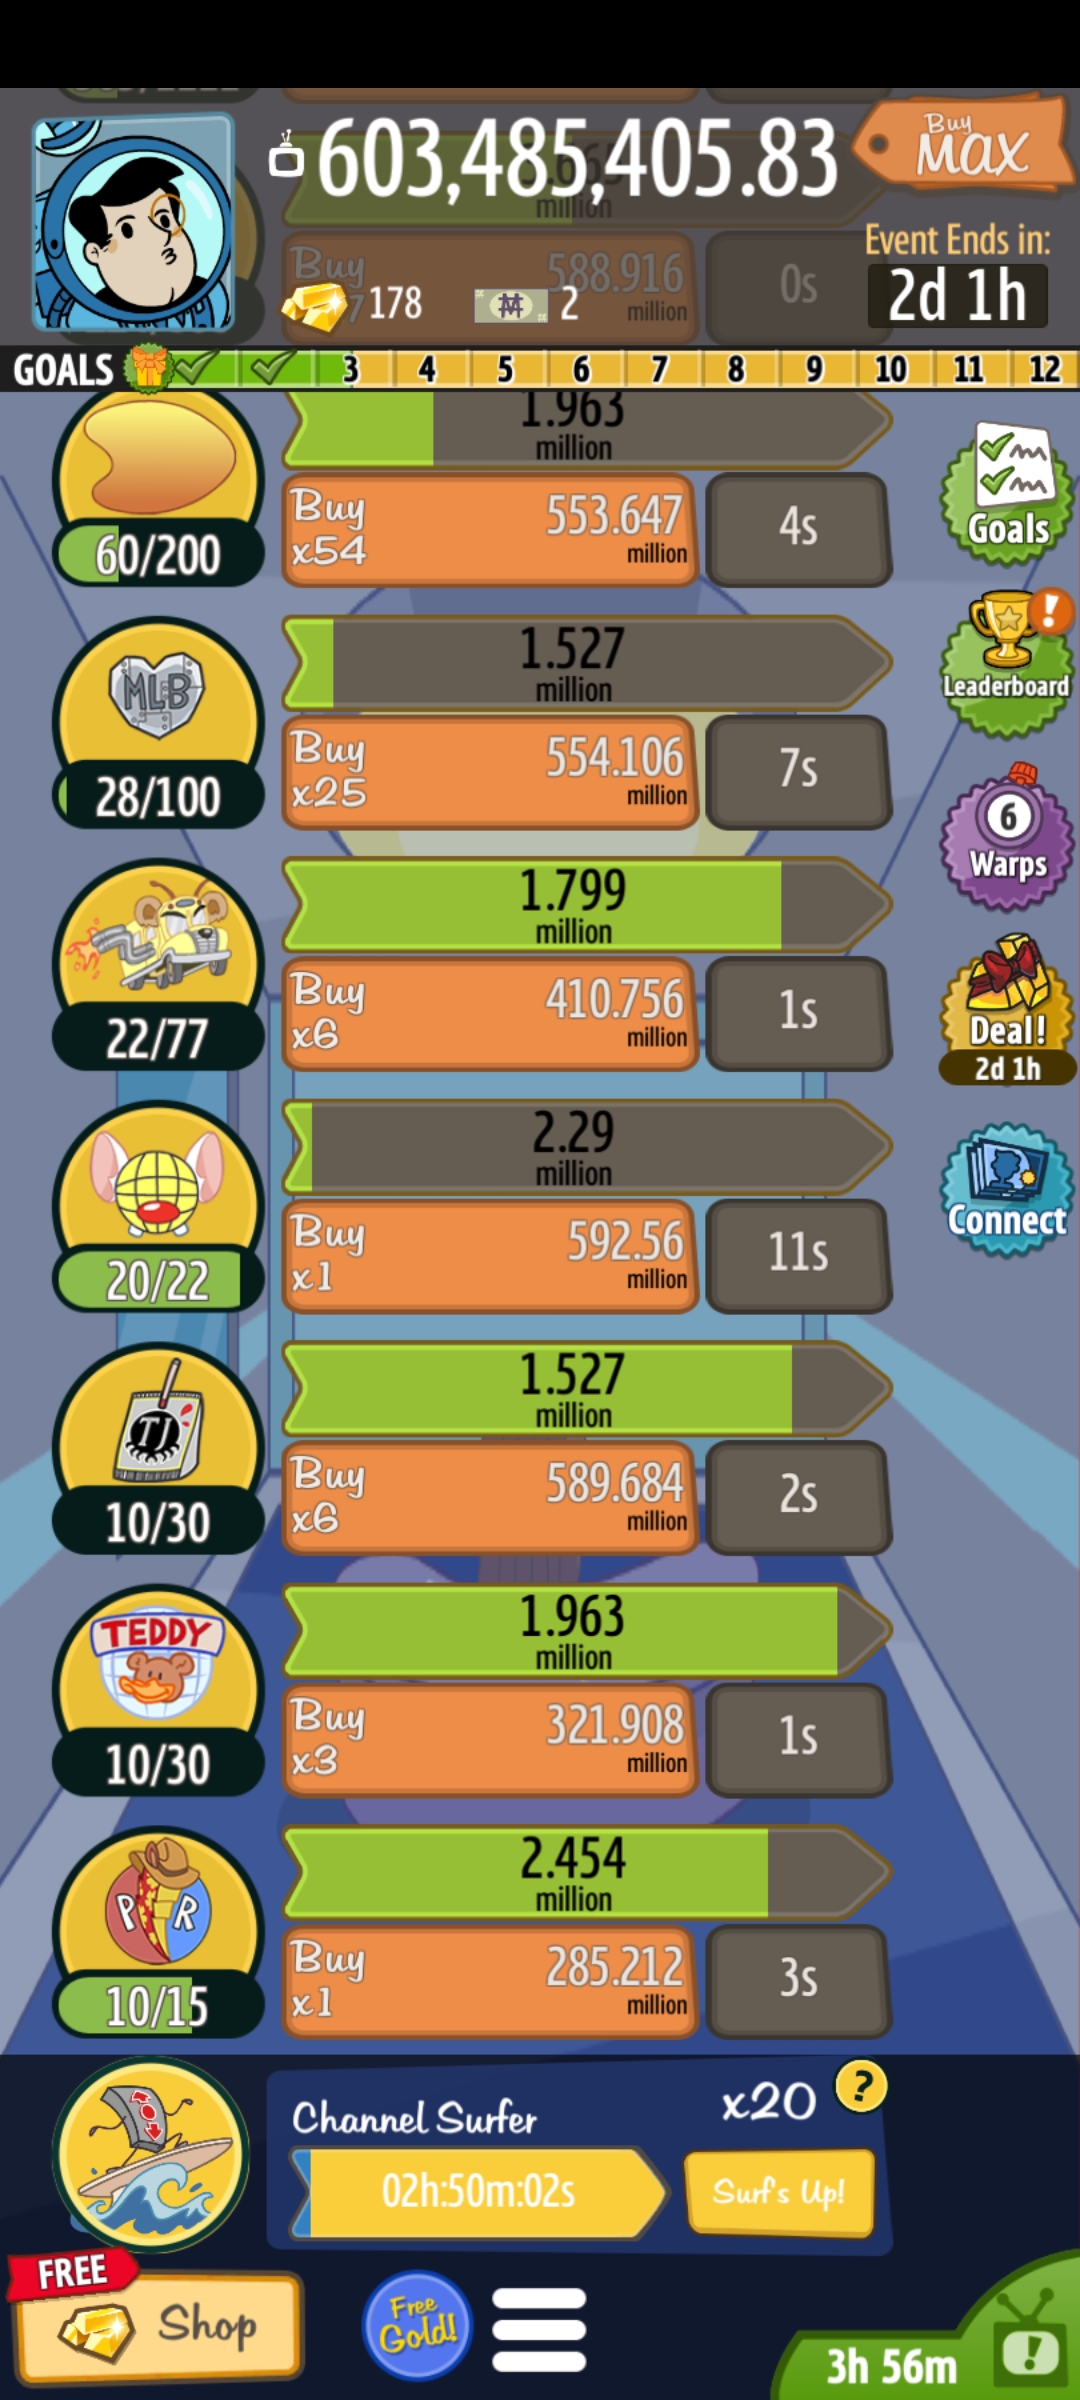 603,485,405.83
Buy
MAX
million
Event Ends in:
2d 1h
Buy
588.916
million
0s
178
2
GOALS
3
4
5
6
7
8
9
10
11
12
1.963
million
Buy
x54
553.647
million
4s
60/200
Goals
MLB
1.527
million
Buy
x25
554.106
million
7s
28/100
Leaderboard
1.799
million
Buy
x6
410.756
million
1s
22/77
6
Warps
Deal!
2d 1h
2.29
million
Buy
x1
592.56
million
11s
20/22
Connect
TJ
1.527
million
Buy
x6
589.684
million
2s
10/30
TEDDY
1.963
million
Buy
x3
321.908
million
1s
10/30
P R
2.454
million
Buy
x1
285.212
million
3s
10/15
Channel Surfer
x20
?
02h:50m:02s
Surf's Up!
FREE
Shop
Free
Gold!
3h 56m